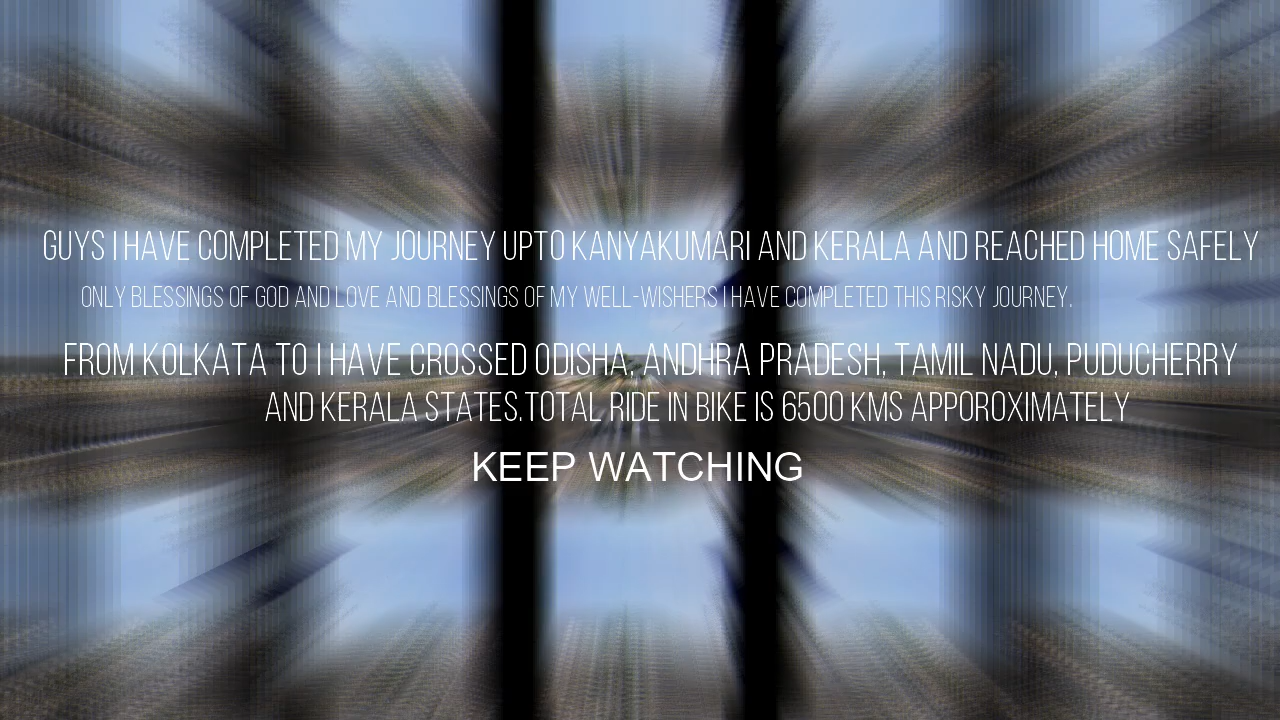 GUYS I HAVE COMPLETED MY JOURNEY UPTO KANYAKUMARI AND KERALA AND REACHED HOME SAFELY
ONLY BLESSINGS OF GOD AND LOVE AND BLESSINGS OF MY WELL-WISHERS I HAVE COMPLETED THIS RISKY JOURNEY.
FROM KOLKATA TO I HAVE CROSSED ODISHA, ANDHRA PRADESH, TAMIL NADU, PUDUCHERRY
AND KERALA STATES.TOTAL RIDE IN BIKE IS 6500 KMS APPOROXIMATELY
KEEP WATCHING